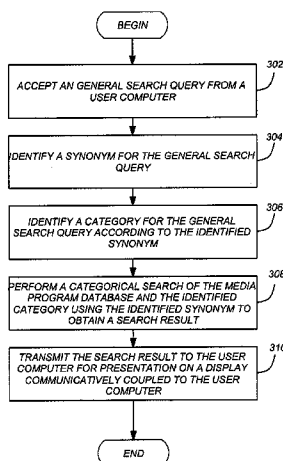 BEGIN
302
ACCEPT AN GENERAL SEARCH QUERY FROM A
USER COMPUTER
304
IDENTIFY A SYNONYM FOR THE GENERAL SEARCH
QUERY
306
IDENTIFY A CATEGORY FOR THE GENERAL
SEARCH QUERY ACCORDING TO THE IDENTIFIED
SYNONYM
308
PERFORM A CATEGORICAL SEARCH OF THE MEDIA
PROGRAM DATABASE AND THE IDENTIFIED
CATEGORY USING THE IDENTIFIED SYNONYM TO
OBTAIN A SEARCH RESULT
310
TRANSMIT THE SEARCH RESULT TO THE USER
COMPUTER FOR PRESENTATION ON A DISPLAY
COMMUNICATIVELY COUPLED TO THE USER
COMPUTER
END